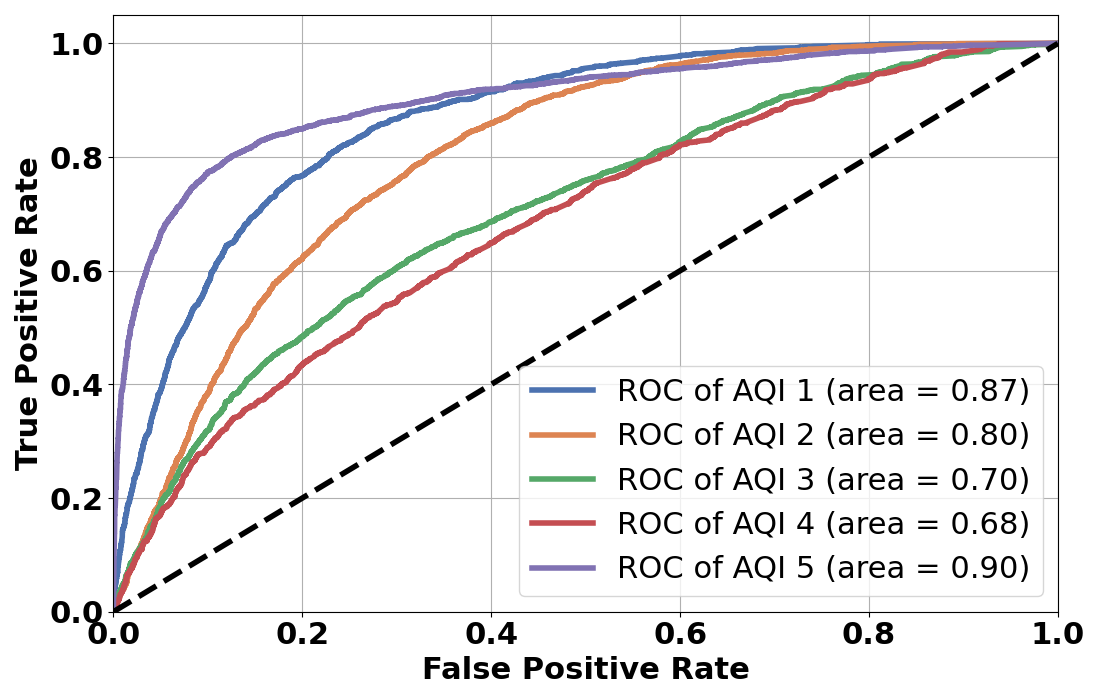 True Positive Rate
1.0
0.8
0.6
0.4
0.2
0.0
0.0 0.2 0.4 0.6 0.8 1.0
False Positive Rate
ROC of AQI 1 (area = 0.87)
ROC of AQI 2 (area = 0.80)
ROC of AQI 3 (area = 0.70)
ROC of AQI 4 (area = 0.68)
ROC of AQI 5 (area = 0.90)